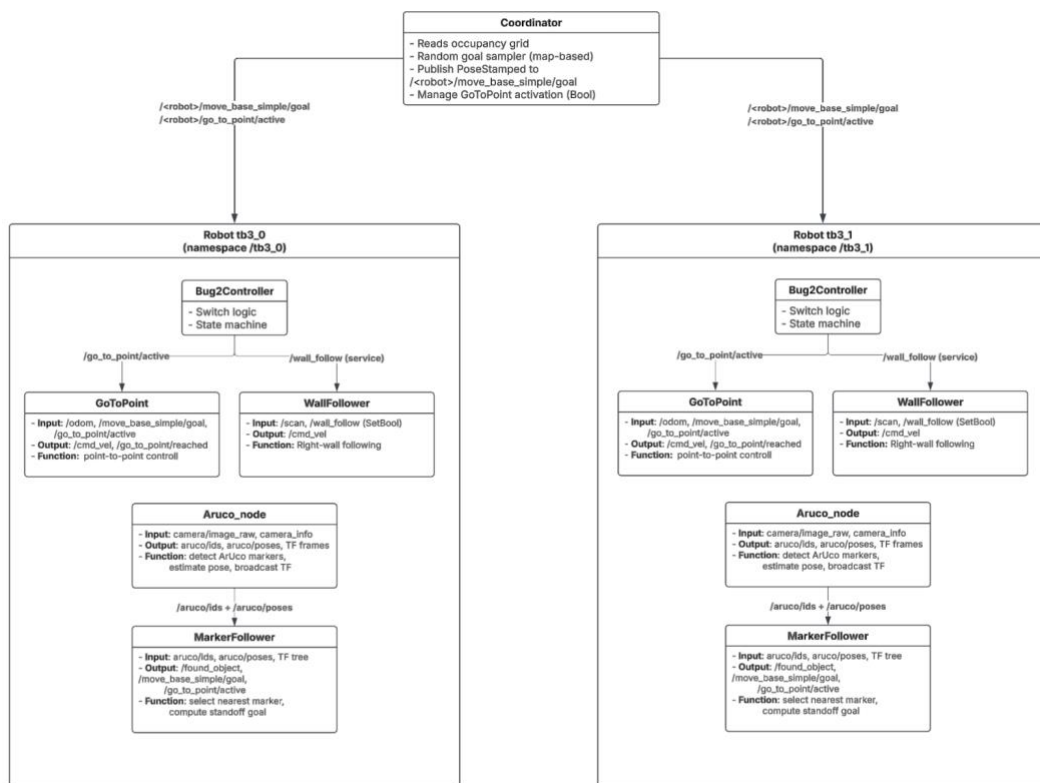 Coordinator
- Reads occupancy grid
- Random goal sampler (map-based)
- Publish PoseStamped to
/<robot>/move_base_simple/goal
- Manage GoToPoint activation (Bool)
/<robot>/move_base_simple/goal
/<robot>/go_to_point/active
/<robot>/move_base_simple/goal
/<robot>/go_to_point/active
Robot tb3_0
(namespace /tb3_0)
Bug2Controller
- Switch logic
- State machine
/go_to_point/active
/wall_follow (service)
GoToPoint
- Input: /odom, /move_base_simple/goal,
/go_to_point/active
- Output: /cmd_vel, /go_to_point/reached
- Function: point-to-point controll
WallFollower
- Input: /scan, /wall_follow (SetBool)
- Output: /cmd_vel
- Function: Right-wall following
Aruco_node
- Input: camera/image_raw, camera_info
- Output: aruco/ids, aruco/poses, TF frames
- Function: detect ArUco markers,
estimate pose, broadcast TF
/aruco/ids + /aruco/poses
MarkerFollower
- Input: aruco/ids, aruco/poses, TF tree
- Output: /found_object,
/move_base_simple/goal,
/go_to_point/active
- Function: select nearest marker,
compute standoff goal
Robot tb3_1
(namespace /tb3_1)
Bug2Controller
- Switch logic
- State machine
/go_to_point/active
/wall_follow (service)
GoToPoint
- Input: /odom, /move_base_simple/goal,
/go_to_point/active
- Output: /cmd_vel, /go_to_point/reached
- Function: point-to-point controll
WallFollower
- Input: /scan, /wall_follow (SetBool)
- Output: /cmd_vel
- Function: Right-wall following
Aruco_node
- Input: camera/image_raw, camera_info
- Output: aruco/ids, aruco/poses, TF frames
- Function: detect ArUco markers,
estimate pose, broadcast TF
/aruco/ids + /aruco/poses
MarkerFollower
- Input: aruco/ids, aruco/poses, TF tree
- Output: /found_object,
/move_base_simple/goal,
/go_to_point/active
- Function: select nearest marker,
compute standoff goal